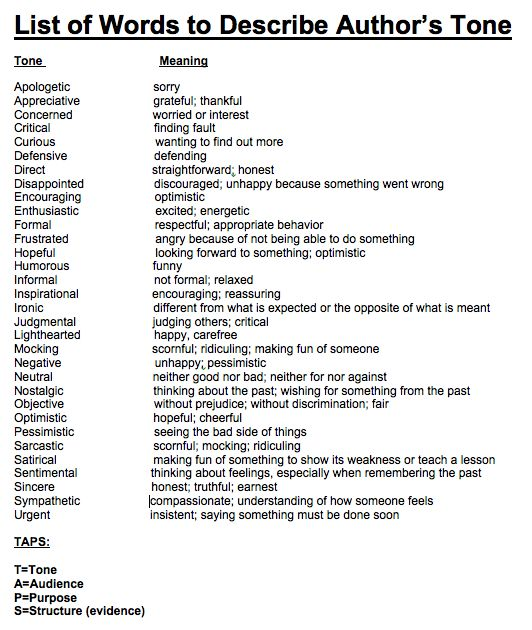 List of Words to Describe Author's Tone
Tone Meaning
Apologetic sorry
Appreciative grateful; thankful
Concerned worried or interest
Critical finding fault
Curious wanting to find out more
Defensive defending
Direct straightforward; honest
Disappointed discouraged; unhappy because something went wrong
Encouraging optimistic
Enthusiastic excited; energetic
Formal respectful; appropriate behavior
Frustrated angry because of not being able to do something
Hopeful looking forward to something; optimistic
Humorous funny
Informal not formal; relaxed
Inspirational encouraging; reassuring
Ironic different from what is expected or the opposite of what is meant
Judgmental judging others; critical
Lighthearted happy, carefree
Mocking scornful; ridiculing; making fun of someone
Negative unhappy; pessimistic
Neutral neither good nor bad; neither for nor against
Nostalgic thinking about the past; wishing for something from the past
Objective without prejudice; without discrimination; fair
Optimistic hopeful; cheerful
Pessimistic seeing the bad side of things
Sarcastic scornful; mocking; ridiculing
Satirical making fun of something to show its weakness or teach a lesson
Sentimental thinking about feelings, especially when remembering the past
Sincere honest; truthful; earnest
Sympathetic compassionate; understanding of how someone feels
Urgent insistent; saying something must be done soon
TAPS:
T=Tone
A=Audience
P=Purpose
S=Structure (evidence)